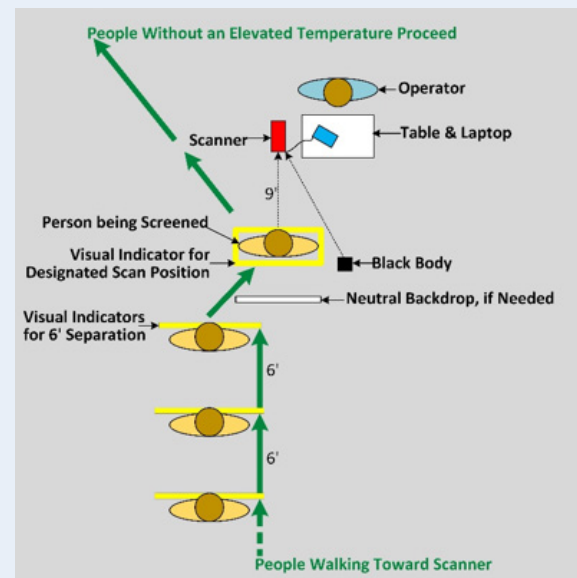 People Without an Elevated Temperature Proceed
Operator
Scanner
Table & Laptop
9'
Person being Screened
Visual Indicator for
Designated Scan Position
Black Body
Neutral Backdrop, if Needed
Visual Indicators
for 6' Separation
6'
6'
People Walking Toward Scanner